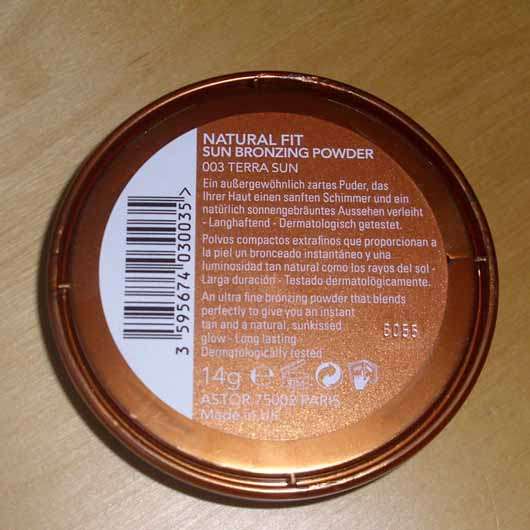 NATURAL FIT
SUN BRONZING POWDER
003 TERRA SUN
Ein außergewöhnlich zartes Puder, das
Ihrer Haut einen sanften Schimmer und ein
natürlich sonnengebräuntes Aussehen verleiht
- Langhaftend - Dermatologisch getestet.
Polvos compactos extrafinos que proporcionan a
la piel un bronceado instantáneo y una
luminosidad tan natural como los rayos del sol -
Larga duración - Testado dermatológicamente.
An ultra fine bronzing powder that blends
perfectly to give you an instant
tan and a natural, sunkissed
glow - Long lasting
Dermatologically tested
14g e
ASTOR 75002 PARIS
Made in UK
3 595674 030035 >